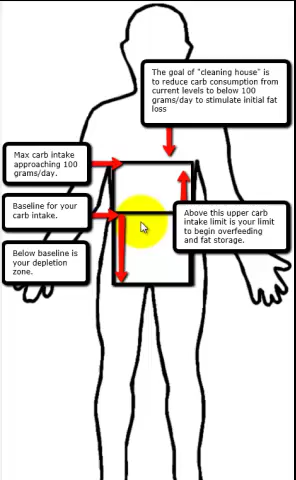 The goal of "cleaning house" is
to reduce carb consumption from
current levels to below 100
grams/day to stimulate initial fat
loss
Max carb intake
approaching 100
grams/day.
Baseline for your
carb intake.
Above this upper carb
intake limit is your limit
to begin overfeeding
and fat storage.
Below baseline is
your depletion
zone.